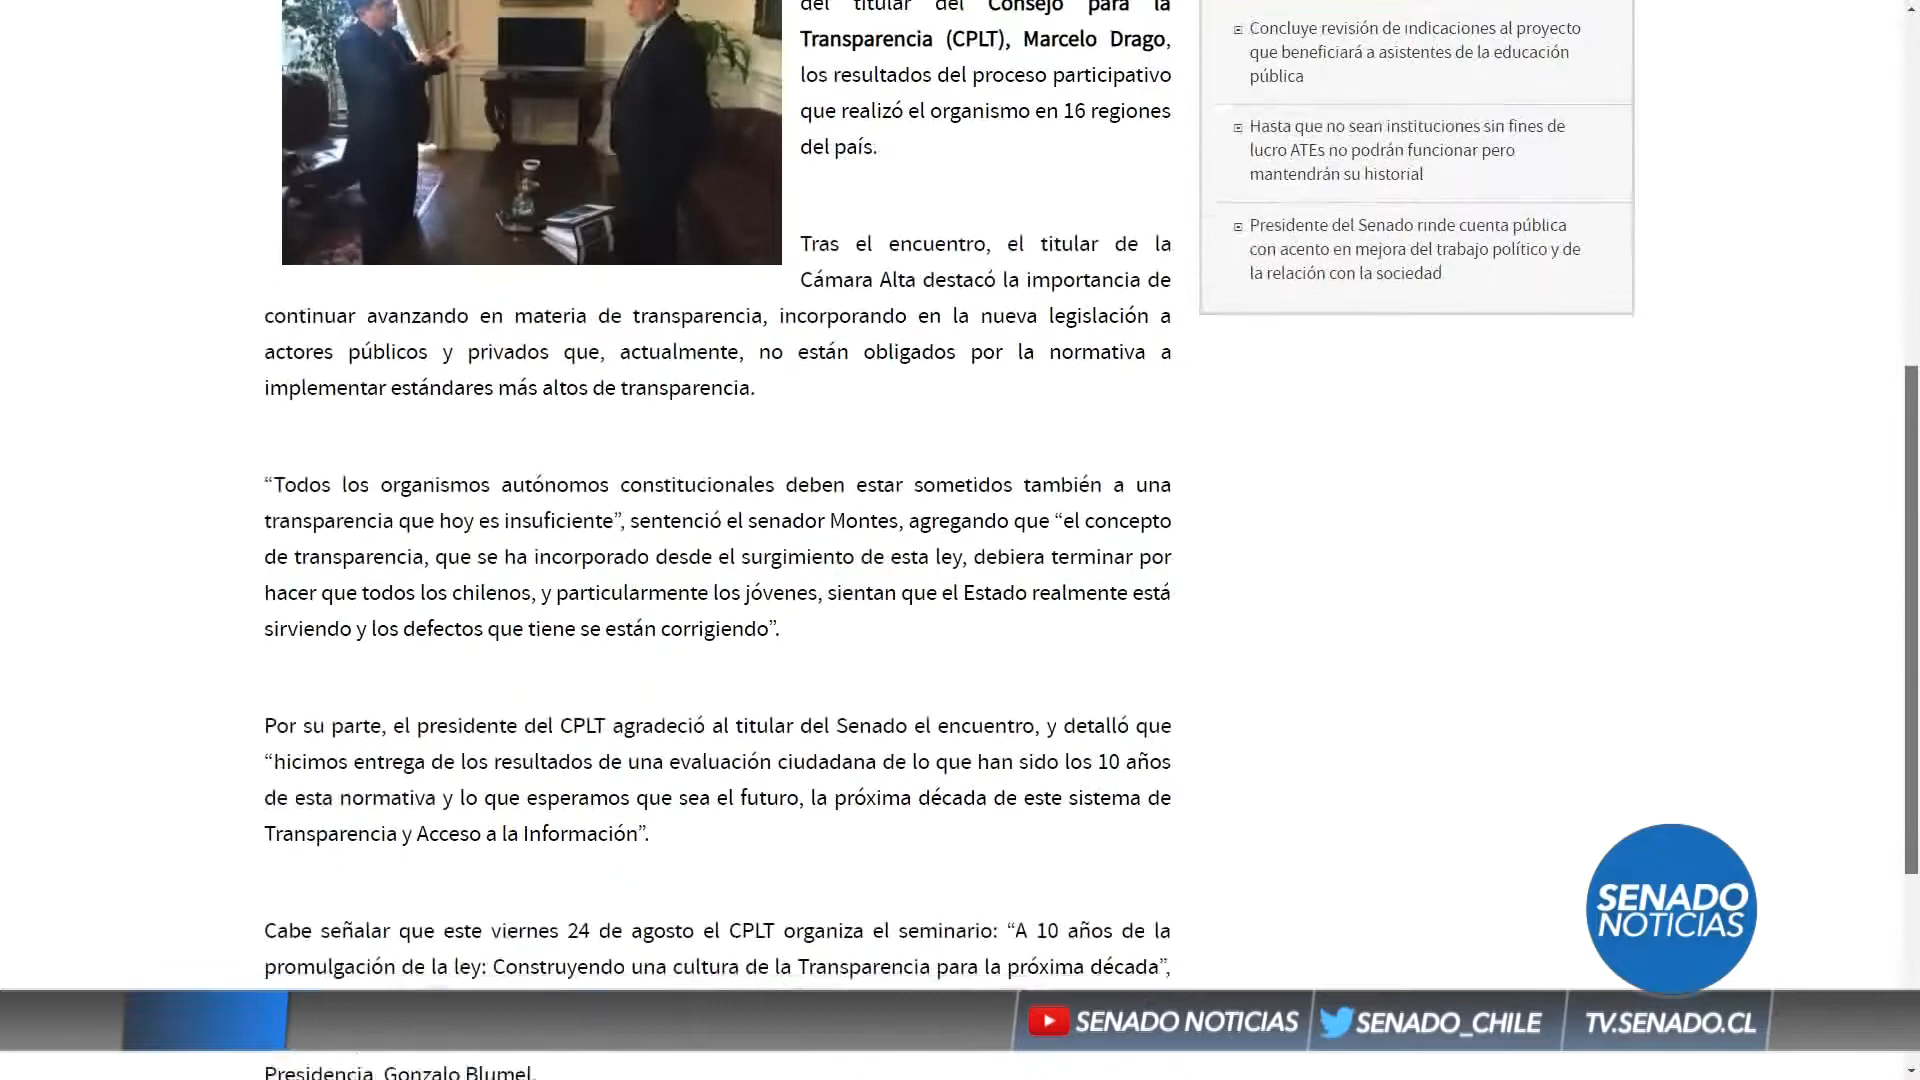 del titular del Consejo para la
Transparencia (CPLT), Marcelo Drago,
los resultados del proceso participativo
que realizó el organismo en 16 regiones
del país.
Tras el encuentro, el titular de la
Cámara Alta destacó la importancia de
continuar avanzando en materia de transparencia, incorporando en la nueva legislación a
actores públicos y privados que, actualmente, no están obligados por la normativa a
implementar estándares más altos de transparencia.
“Todos los organismos autónomos constitucionales deben estar sometidos también a una
transparencia que hoy es insuficiente”, sentenció el senador Montes, agregando que “el concepto
de transparencia, que se ha incorporado desde el surgimiento de esta ley, debiera terminar por
hacer que todos los chilenos, y particularmente los jóvenes, sientan que el Estado realmente está
sirviendo y los defectos que tiene se están corrigiendo”.
Por su parte, el presidente del CPLT agradeció al titular del Senado el encuentro, y detalló que
“hicimos entrega de los resultados de una evaluación ciudadana de lo que han sido los 10 años
de esta normativa y lo que esperamos que sea el futuro, la próxima década de este sistema de
Transparencia y Acceso a la Información”.
Cabe señalar que este viernes 24 de agosto el CPLT organiza el seminario: “A 10 años de la
promulgación de la ley: Construyendo una cultura de la Transparencia para la próxima década”,
Presidencia, Gonzalo Blumel.
Concluye revisión de indicaciones al proyecto
que beneficiará a asistentes de la educación
pública
Hasta que no sean instituciones sin fines de
lucro ATEs no podrán funcionar pero
mantendrán su historial
Presidente del Senado rinde cuenta pública
con acento en mejora del trabajo político y de
la relación con la sociedad
SENADO
NOTICIAS
SENADO NOTICIAS
SENADO_CHILE
TV.SENADO.CL